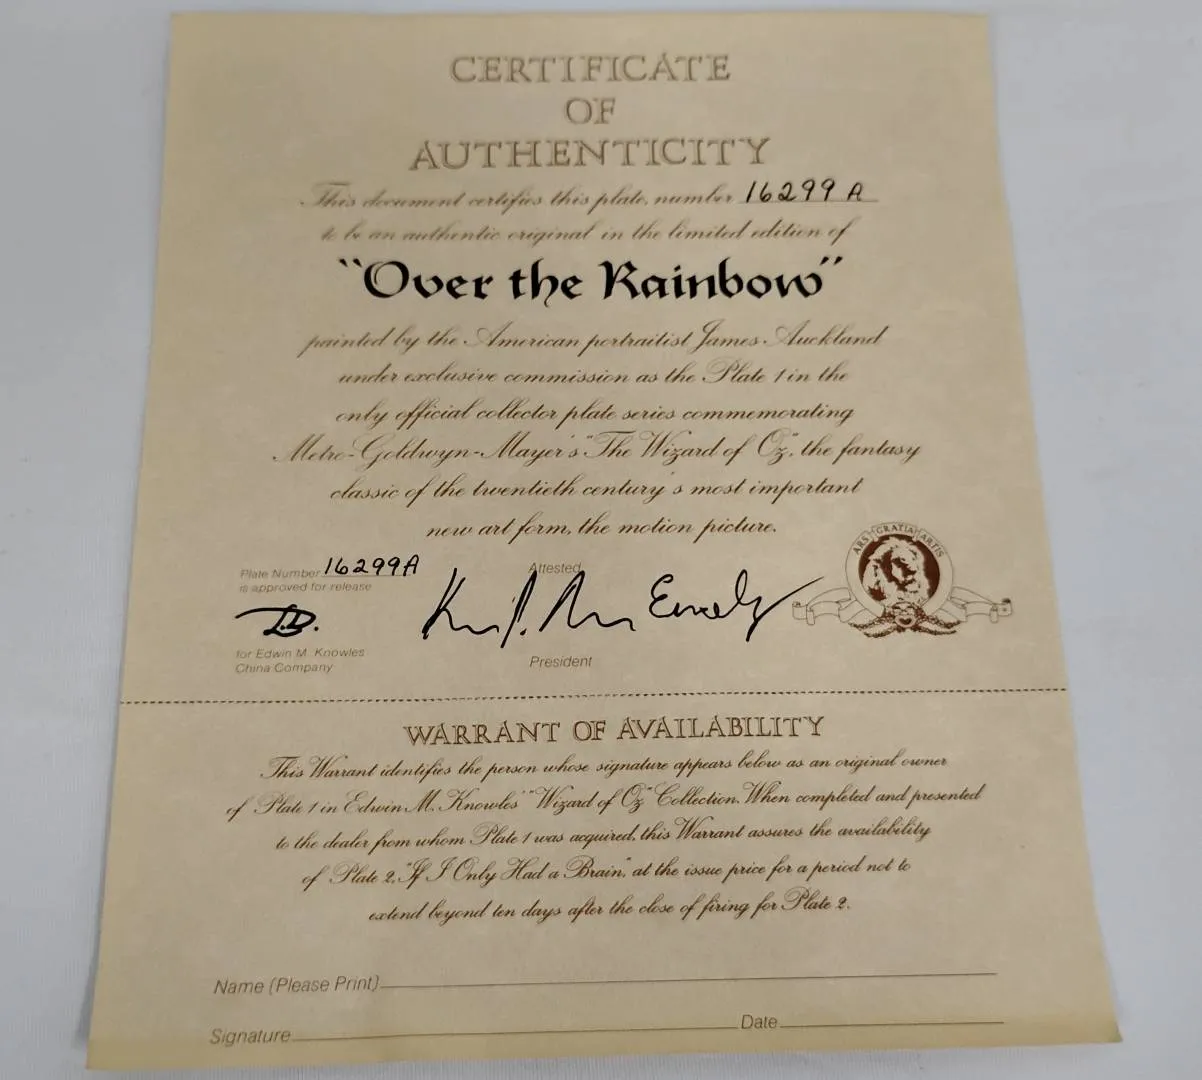 CERTIFICATE
OF
AUTHENTICITY
This document certifies this plate, number 16299 A
to be an authentic original in the limited edition of
"Over the Rainbow"
painted by the American portraitist James Auckland
under exclusive commission as the Plate 1 in the
only official collector plate series commemorating
Metro-Goldwyn-Mayer's "The Wizard of Oz", the fantasy
classic of the twentieth century's most important
new art form, the motion picture.
ARS GRATIA ARTIS
Plate Number 16299A
is approved for release
Attested
J.D.
for Edwin M. Knowles
China Company
President
WARRANT OF AVAILABILITY
This Warrant identifies the person whose signature appears below as an original owner
of Plate 1 in Edwin M. Knowles' "Wizard of Oz" Collection. When completed and presented
to the dealer from whom Plate 1 was acquired, this Warrant assures the availability
of Plate 2, "If I Only Had a Brain," at the issue price for a period not to
extend beyond ten days after the close of firing for Plate 2.
Name (Please Print)
Signature Date